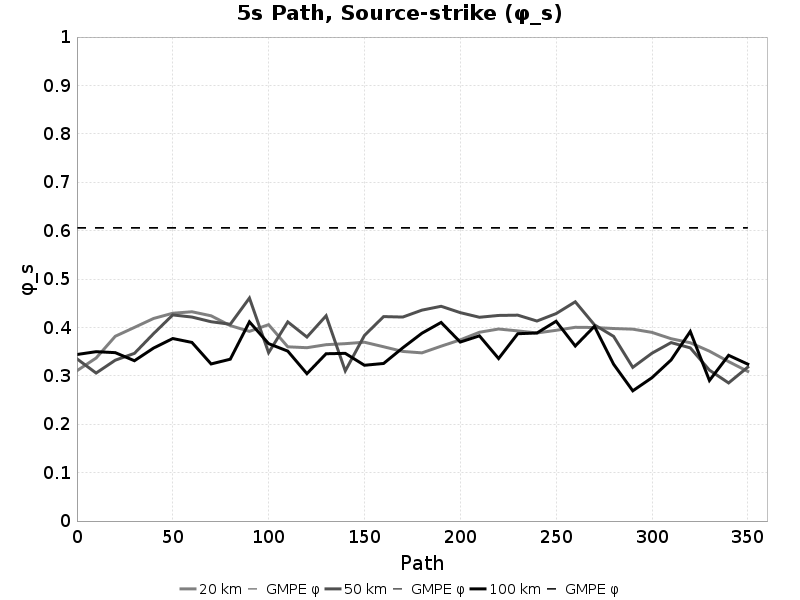 5s Path, Source-strike (φ_s)
1
0.9
0.8
0.7
0.6
0.5
0.4
0.3
0.2
0.1
0
φ_s
0 50 100 150 200 250 300 350
Path
20 km GMPE φ 50 km GMPE φ 100 km GMPE φ